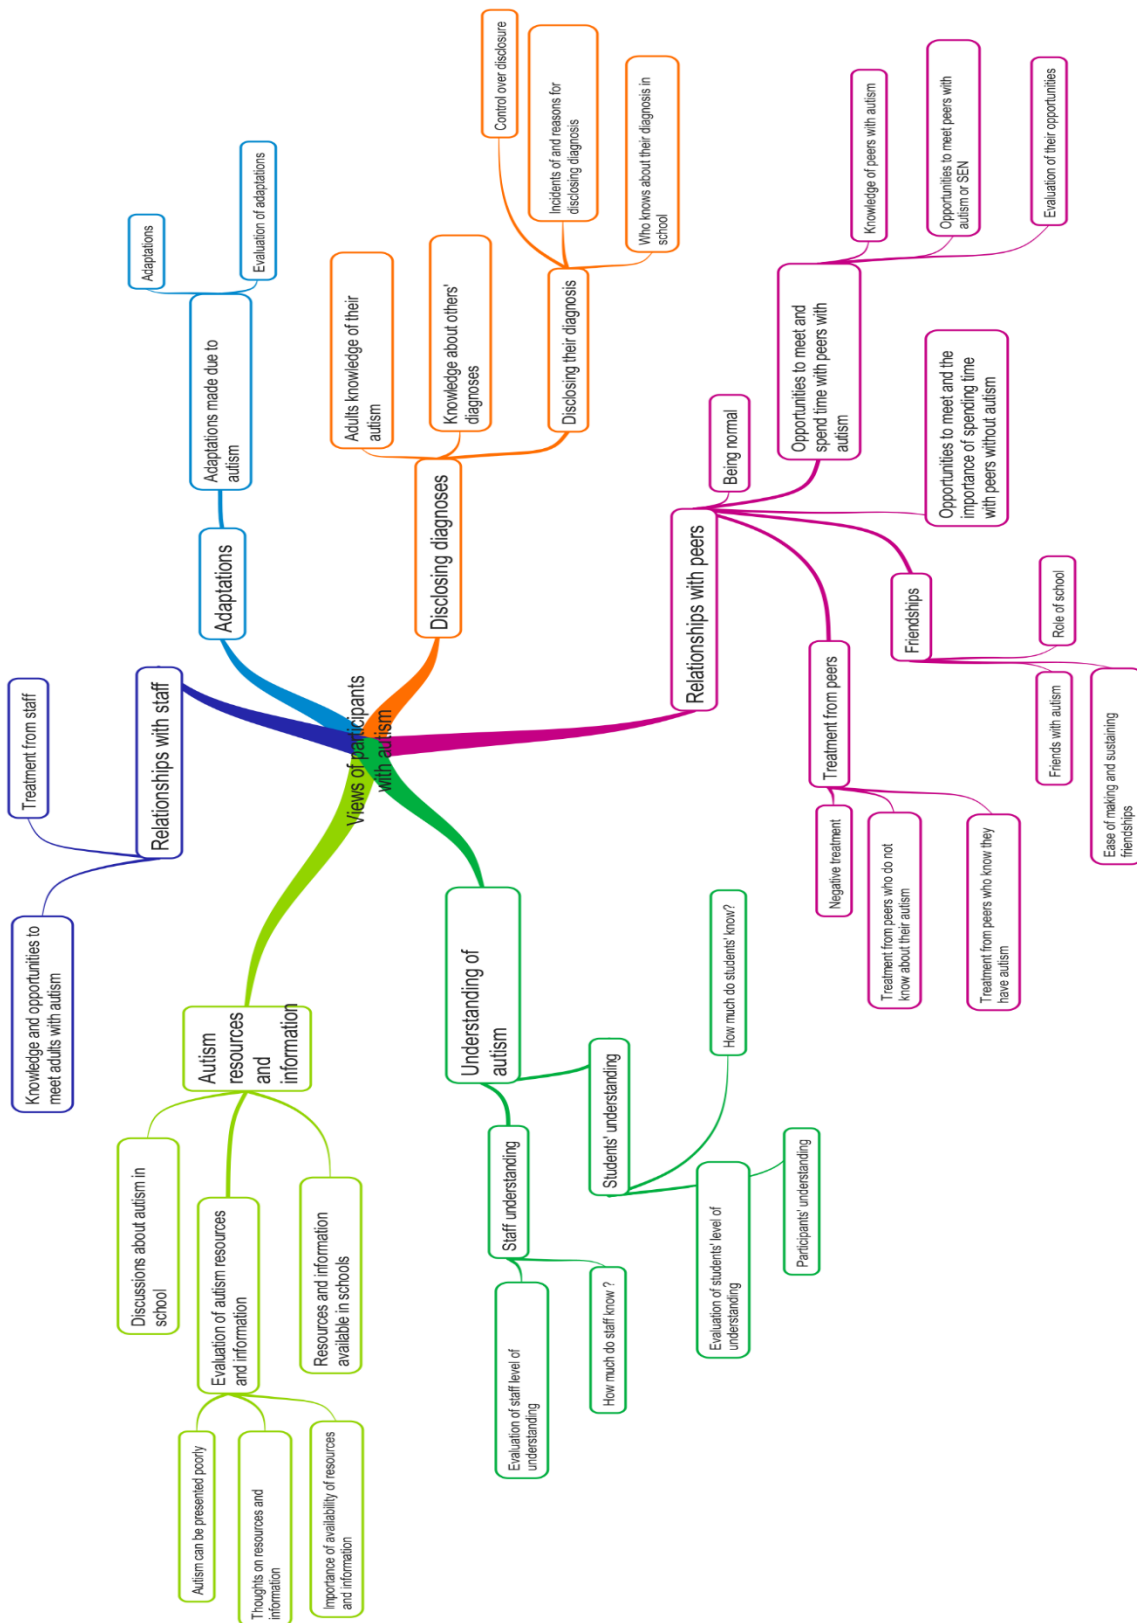 Views of participants
with autism
Relationships with staff
Treatment from staff
Knowledge and opportunities to
meet adults with autism
Adaptations
Adaptations made due to
autism
Adaptations
Evaluation of adaptations
Disclosing diagnoses
Adults knowledge of their
autism
Knowledge about others'
diagnoses
Disclosing their diagnosis
Control over disclosure
Incidents of and reasons for
disclosing diagnosis
Who knows about their diagnosis in
school
Relationships with peers
Being normal
Opportunities to meet and
spend time with peers with
autism
Knowledge of peers with autism
Opportunities to meet peers with
autism or SEN
Evaluation of their opportunities
Opportunities to meet and the
importance of spending time
with peers without autism
Friendships
Role of school
Friends with autism
Ease of making and sustaining
friendships
Treatment from peers
Negative treatment
Treatment from peers who do not
know about their autism
Treatment from peers who know they
have autism
Understanding of
autism
Staff understanding
Evaluation of staff level of
understanding
How much do staff know ?
Students' understanding
How much do students' know?
Evaluation of students' level of
understanding
Participants' understanding
Autism
resources
and
information
Discussions about autism in
school
Evaluation of autism resources
and information
Autism can be presented poorly
Thoughts on resources and
information
Importance of availability of resources
and information
Resources and information
available in schools